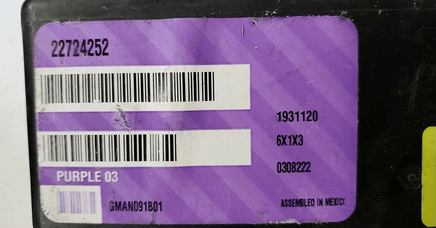 22724252
1931120
6X1X3
PURPLE 03
0308222
GMAN091B01
ASSEMBLED IN MEXICO